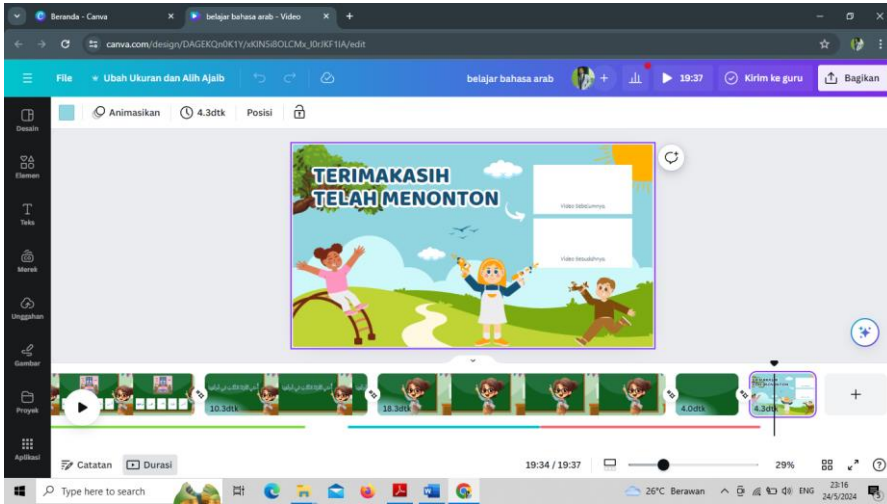 Beranda - Canva
belajar bahasa arab - Video
canva.com/design/DAGEKQn0K1Y/xKINSi8OLCMx_I0rJKF1IA/edit
File
Ubah Ukuran dan Alih Ajaib
belajar bahasa arab
19:37
Kirim ke guru
Bagikan
Desain
Animasikan
4.3dtk
Posisi
Elemen
Teks
Merek
Unggahan
Gambar
Proyek
Aplikasi
TERIMAKASIH
TELAH MENONTON
Video Sebelumnya
Video Sesudahnya
10.3dtk
18.3dtk
4.0dtk
4.3dtk
Catatan
Durasi
19:34 / 19:37
29%
Type here to search
26°C Berawan
ENG
23:16
24/5/2024